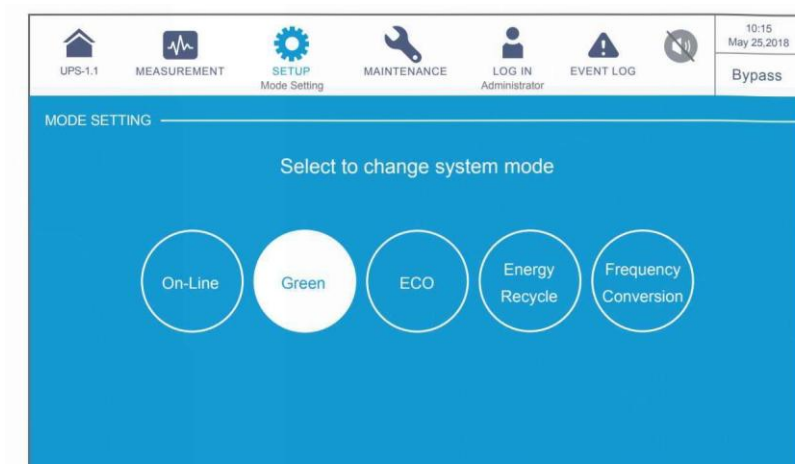 UPS-1.1
MEASUREMENT
SETUP
Mode Setting
MAINTENANCE
LOG IN
Administrator
EVENT LOG
10:15
May 25,2018
Bypass
MODE SETTING
Select to change system mode
On-Line
Green
ECO
Energy
Recycle
Frequency
Conversion